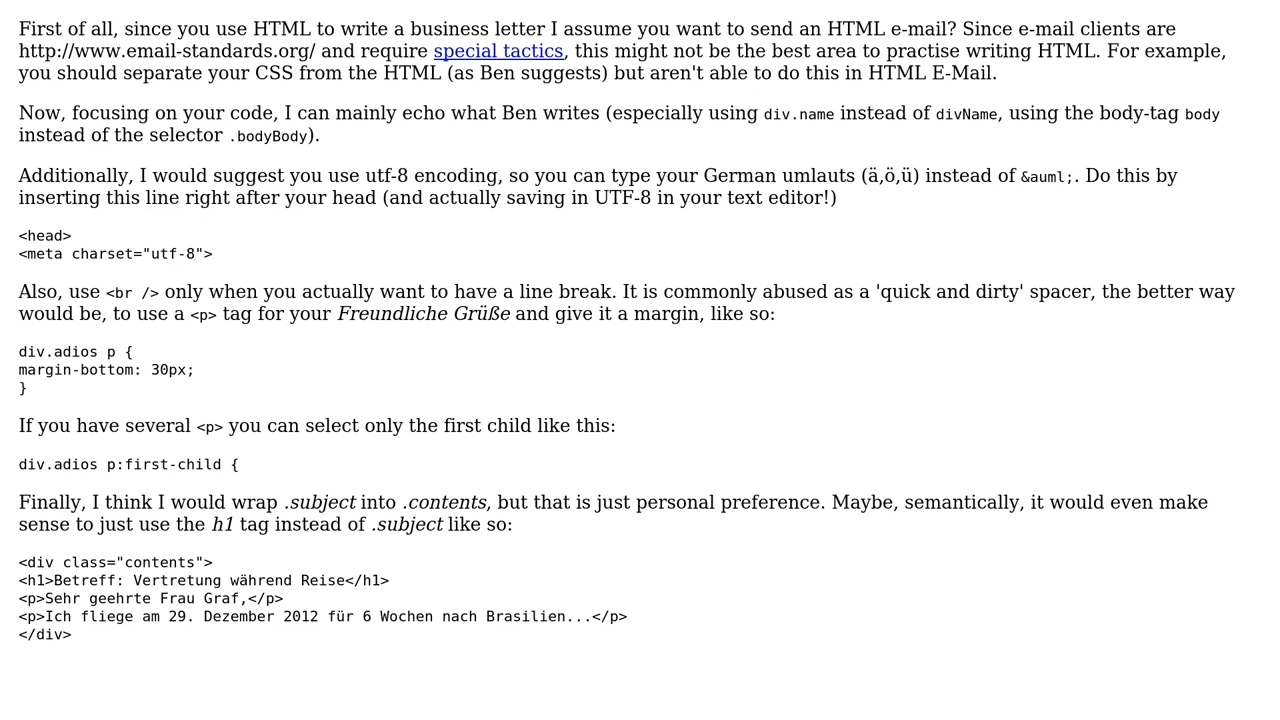 First of all, since you use HTML to write a business letter I assume you want to send an HTML e-mail? Since e-mail clients are
http://www.email-standards.org/ and require special tactics, this might not be the best area to practise writing HTML. For example,
you should separate your CSS from the HTML (as Ben suggests) but aren't able to do this in HTML E-Mail.
Now, focusing on your code, I can mainly echo what Ben writes (especially using div.name instead of divName, using the body-tag body
instead of the selector .bodyBody).
Additionally, I would suggest you use utf-8 encoding, so you can type your German umlauts (ä,ö,ü) instead of &auml;. Do this by
inserting this line right after your head (and actually saving in UTF-8 in your text editor!)
<head>
<meta charset="utf-8">
Also, use <br /> only when you actually want to have a line break. It is commonly abused as a 'quick and dirty' spacer, the better way
would be, to use a <p> tag for your Freundliche Grüße and give it a margin, like so:
div.adios p {
margin-bottom: 30px;
}
If you have several <p> you can select only the first child like this:
div.adios p:first-child {
Finally, I think I would wrap .subject into .contents, but that is just personal preference. Maybe, semantically, it would even make
sense to just use the h1 tag instead of .subject like so:
<div class="contents">
<h1>Betreff: Vertretung während Reise</h1>
<p>Sehr geehrte Frau Graf,</p>
<p>Ich fliege am 29. Dezember 2012 für 6 Wochen nach Brasilien...</p>
</div>